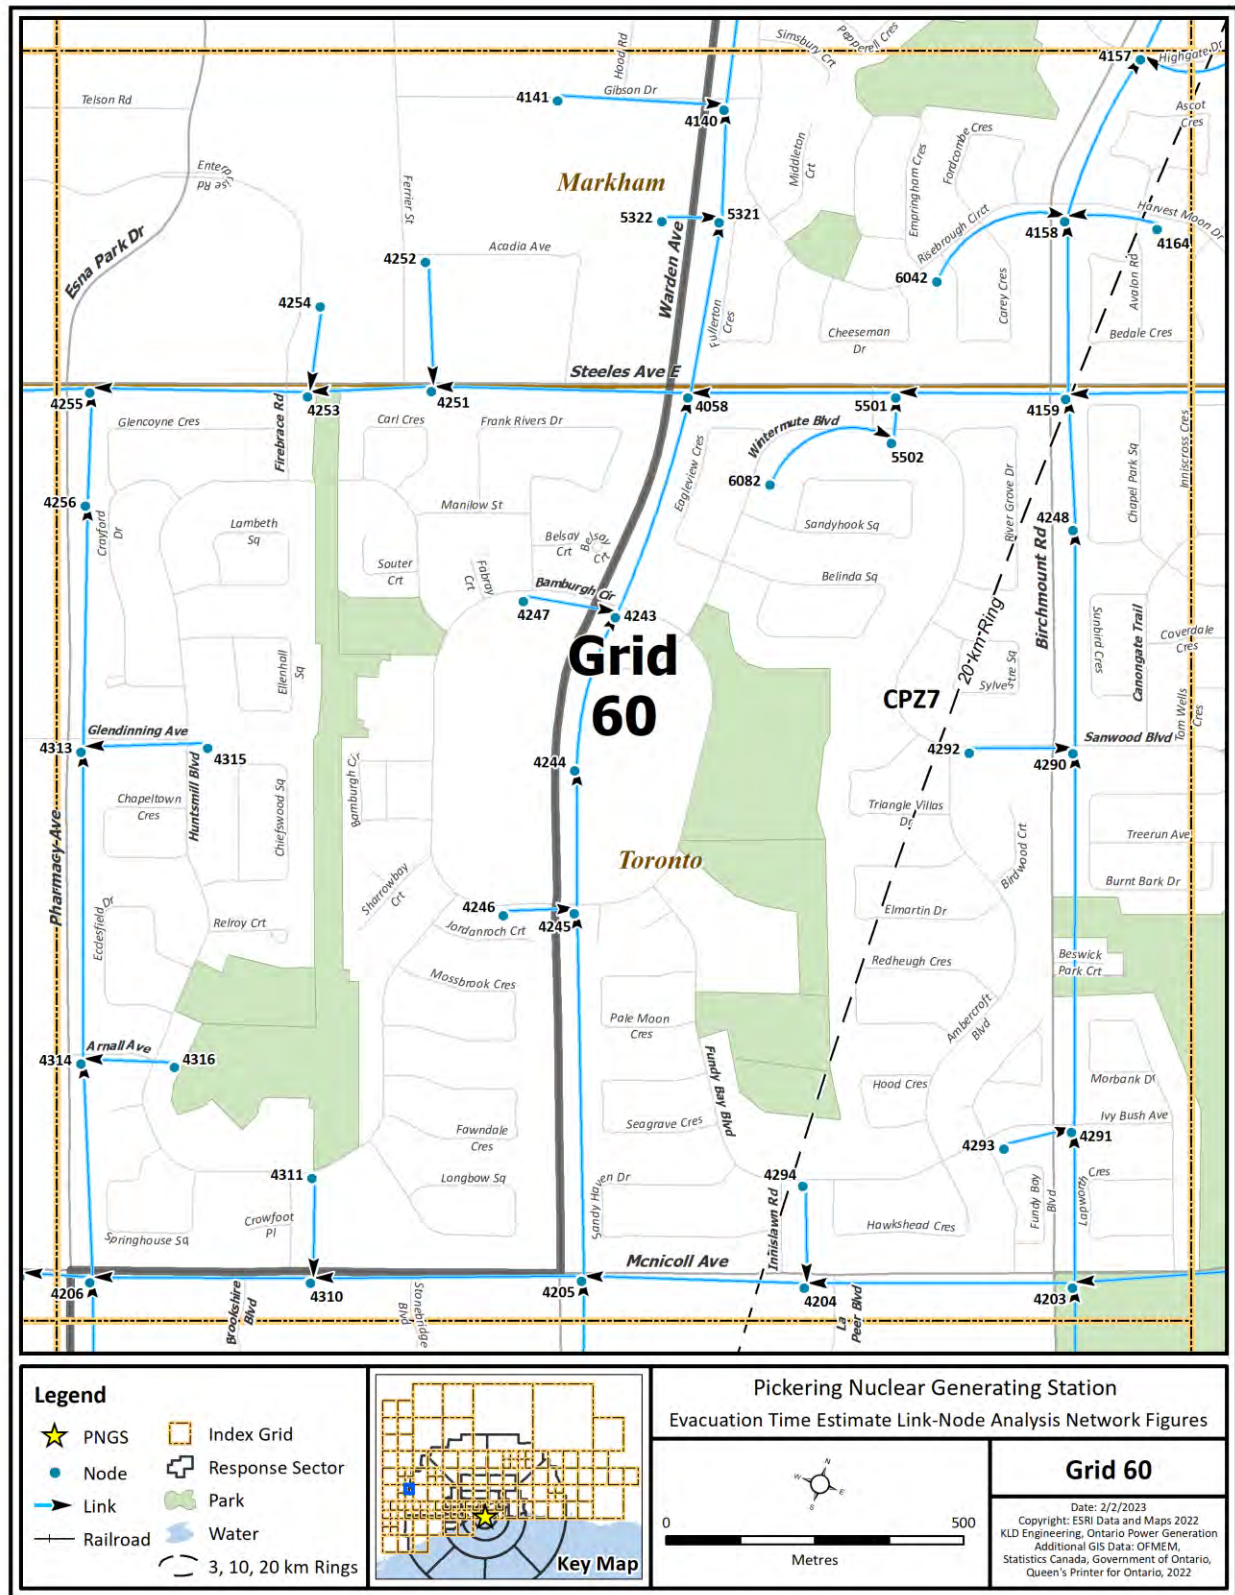 Simsbury Crt
Pepperell Cres
Hood Rd
4157
Highgate Dr
Telson Rd
4141
Gibson Dr
4140
Ascot
Cres
Fordcombe Cres
Middleton
Crt
Empringham Cres
Enterprise Rd
Ferrier St
Markham
5322
5321
Risebrough Circt
4158
Harvest Moon Dr
4164
Esna Park Dr
Acadia Ave
4252
Warden Ave
6042
Avalon Rd
4254
Fullerton
Cres
Carey Cres
Cheeseman
Dr
Bedale Cres
Steeles Ave E
4255
4253
4251
4058
5501
4159
Glencoyne Cres
Firebrace Rd
Carl Cres
Frank Rivers Dr
Wintermute Blvd
5502
Inniscross Cres
Chapel Park Sq
Eagleview Cres
6082
River Grove Dr
4256
Crayford
Dr
Lambeth
Sq
Manilow St
Sandyhook Sq
4248
Belsay
Crt
Belsay
Crt
Souter
Crt
Fabray
Crt
Belinda Sq
Birchmount Rd
Bamburgh Cir
4247
4243
20-km-Ring
Sunbird Cres
Canongate Trail
Coverdale
Cres
Grid
60
Ellenhall
Sq
Sylvestre Sq
CPZ7
Tom Wells
Cres
Glendinning Ave
4313
4315
4244
4292
4290
Sanwood Blvd
Huntsmill Blvd
Chapeltown
Cres
Chiefswood Sq
Bamburgh Cir
Triangle Villas
Dr
Pharmacy Ave
Birdwood Crt
Treerun Ave
Toronto
Sharrowbay
Crt
Burnt Bark Dr
Ecclesfield Dr
Relroy Crt
4246
4245
Jordanroch Crt
Elmartin Dr
Mossbrook Cres
Redheugh Cres
Beswick
Park Crt
Pale Moon
Cres
Ambercroft
Blvd
4314
Arnall Ave
4316
Fundy Bay Blvd
Hood Cres
Morbank Dr
Seagrave Cres
Ivy Bush Ave
Fawndale
Cres
4293
4291
4311
Longbow Sq
Sandy Haven Dr
4294
Fundy Bay
Blvd
Lapworth Cres
Crowfoot
Pl
Springhouse Sq
Innislawn Rd
Hawkshead Cres
Mcnicoll Ave
4206
4310
4205
4204
4203
Brookshire
Blvd
Stonebridge
Blvd
La
Peer Blvd
Legend
PNGS
Node
Link
Railroad
Index Grid
Response Sector
Park
Water
3, 10, 20 km Rings
Key Map
Pickering Nuclear Generating Station
Evacuation Time Estimate Link-Node Analysis Network Figures
N
W
E
S
0 500
Metres
Grid 60
Date: 2/2/2023
Copyright: ESRI Data and Maps 2022
KLD Engineering, Ontario Power Generation
Additional GIS Data: OFMEM,
Statistics Canada, Government of Ontario,
Queen's Printer for Ontario, 2022